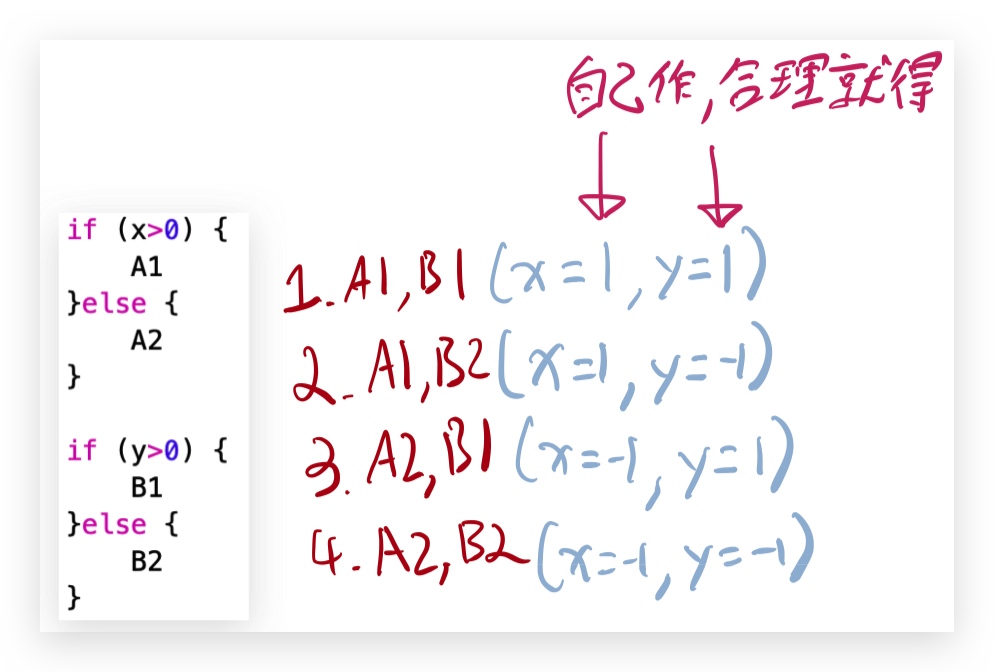 自己作,合理就得
if (x>0) {
A1
}else {
A2
}
if (y>0) {
B1
}else {
B2
}
1. A1, B1 (x=1, y=1)
2. A1, B2 (x=1, y=-1)
3. A2, B1 (x=-1, y=1)
4. A2, B2 (x=-1, y=-1)